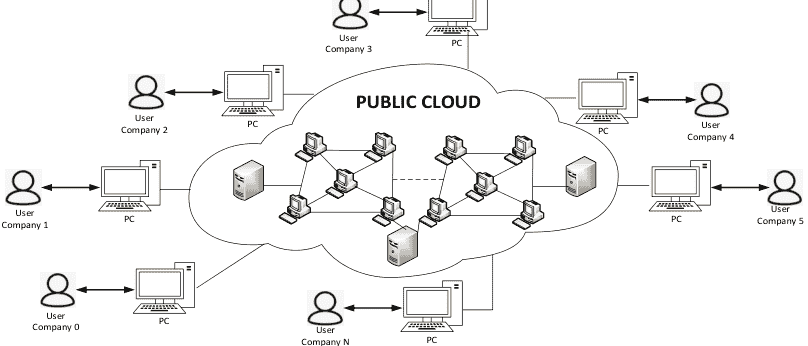 User
Company 3
PC
PUBLIC CLOUD
User
Company 2
PC
PC
User
Company 4
User
Company 1
PC
PC
User
Company 5
User
Company 0
PC
User
Company N
PC